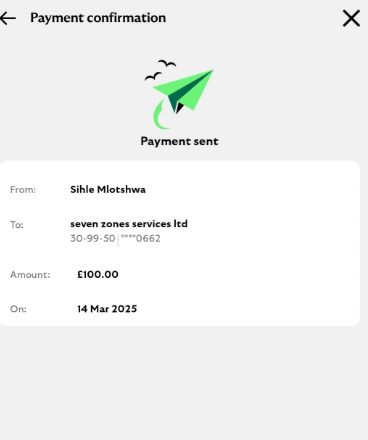 Payment confirmation
Payment sent
From: Sihle Mlotshwa
To: seven zones services ltd
30-99-50 | ****0662
Amount: £100.00
On: 14 Mar 2025